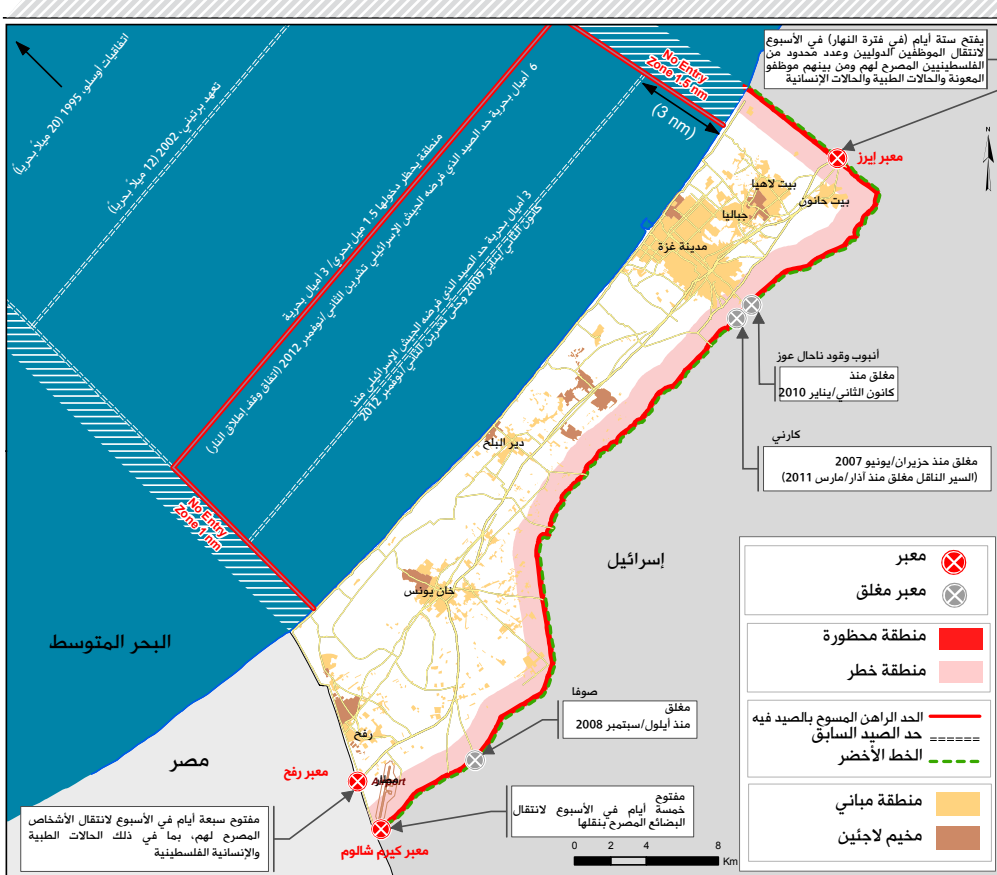 يفتح ستة أيام (في فترة النهار) في الأسبوع
لانتقال الموظفين الدوليين وعدد محدود من
الفلسطينيين المصرح لهم ومن بينهم موظفو
المعونة والحالات الطبية والحالات الإنسانية
اتفاقيات أوسلو، 1995 (20 ميلاً بحرياً)
تعهد برتيني، 2002 (12 ميلاً بحرياً)
6 أميال بحرية حد الصيد الذي فرضه الجيش الإسرائيلي تشرين الثاني/نوفمبر 2012 (اتفاق وقف إطلاق النار)
منطقة يحظر دخولها 1.5 ميل بحري/ 3 أميال بحرية
3 أميال بحرية حد الصيد الذي فرضه الجيش الإسرائيلي منذ
كانون الثاني/يناير 2009 وحتى تشرين الثاني/نوفمبر 2012
No Entry
Zone 1.5 nm
(3 nm)
N
معبر إيرز
بيت لاهيا
بيت حانون
جباليا
مدينة غزة
أنبوب وقود ناحال عوز
مغلق منذ
كانون الثاني/يناير 2010
كارني
مغلق منذ حزيران/يونيو 2007
(السير الناقل مغلق منذ آذار/مارس 2011)
دير البلح
No Entry
Zone 1 nm
إسرائيل
خان يونس
البحر المتوسط
صوفا
مغلق
منذ أيلول/سبتمبر 2008
رفح
مصر
معبر رفح
Airport
مفتوح
خمسة أيام في الأسبوع لانتقال
البضائع المصرح بنقلها
مفتوح سبعة أيام في الأسبوع لانتقال الأشخاص
المصرح لهم، بما في ذلك الحالات الطبية
والإنسانية الفلسطينية
معبر كيرم شالوم
0 2 4 8
Km
معبر
معبر مغلق
منطقة محظورة
منطقة خطر
الحد الراهن المسوح بالصيد فيه
حد الصيد السابق
الخط الأخضر
منطقة مباني
مخيم لاجئين